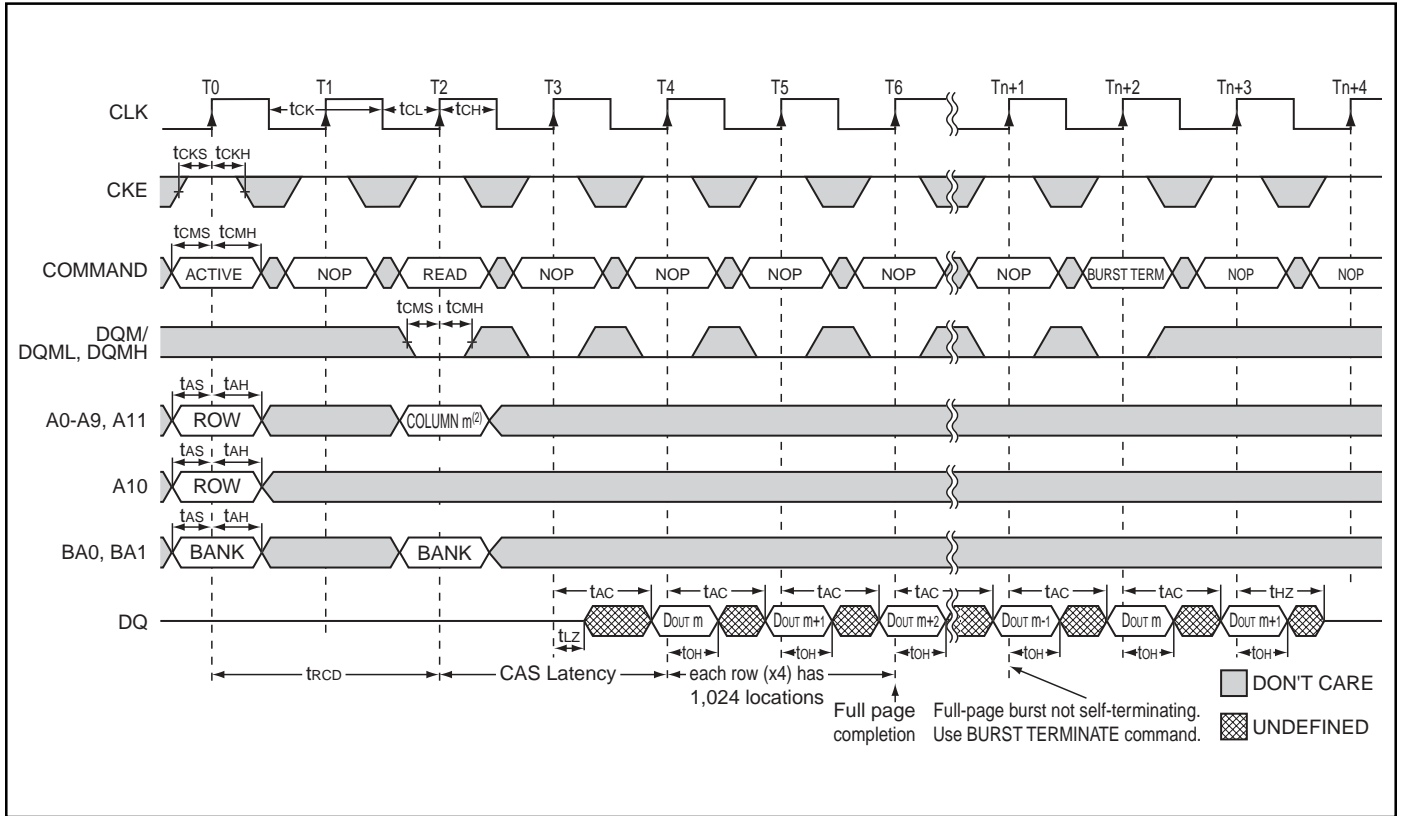 T0 T1 T2 T3 T4 T5 T6 Tn+1 Tn+2 Tn+3 Tn+4
CLK tCK tCL tCH
tCKS tCKH
CKE
tCMS tCMH
COMMAND ACTIVE NOP READ NOP NOP NOP NOP NOP BURST TERM NOP NOP
tCMS tCMH
DQM/
DQML, DQMH
tAS tAH
A0-A9, A11 ROW COLUMN m(2)
tAS tAH
A10 ROW
tAS tAH
BA0, BA1 BANK BANK
tAC tAC tAC tAC tAC tAC tHZ
DQ DOUT m DOUT m+1 DOUT m+2 DOUT m-1 DOUT m DOUT m+1
tLZ tOH tOH tOH tOH tOH tOH
tRCD CAS Latency each row (x4) has
1,024 locations
Full page
completion
Full-page burst not self-terminating.
Use BURST TERMINATE command.
DON'T CARE
UNDEFINED